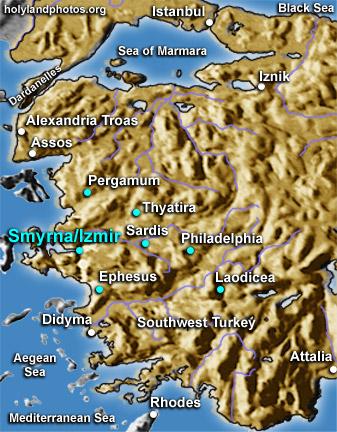 holylandphotos.org
Istanbul
Black Sea
Sea of Marmara
Iznik
Dardanelles
Alexandria Troas
Assos
Pergamum
Thyatira
Smyrna/Izmir
Sardis
Philadelphia
Ephesus
Laodicea
Didyma
Southwest Turkey
Aegean
Sea
Attalia
Rhodes
Mediterranean Sea